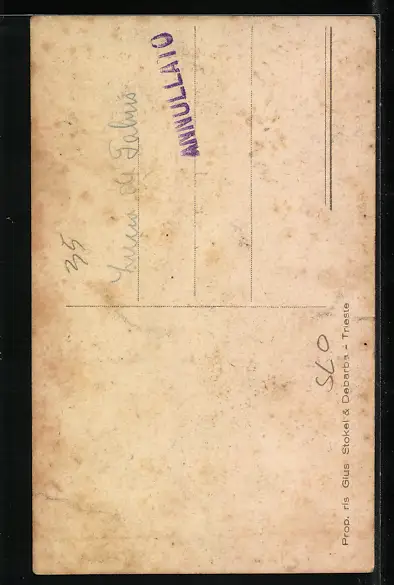 ANNULLATO
35
SLO
Prop. ris Gius Stokel & Debarba - Trieste